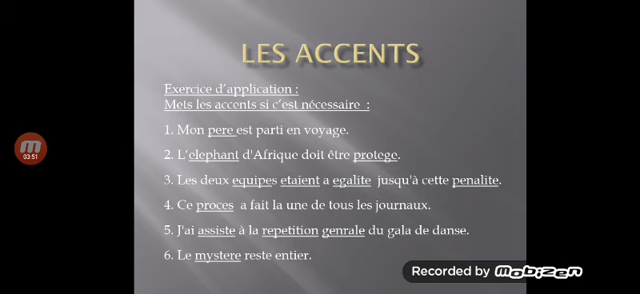 LES ACCENTS
Exercice d'application :
Mets les accents si c'est nécessaire :
1. Mon pere est parti en voyage.
2. L'elephant d'Afrique doit être protege.
3. Les deux equipes etaient a egalite jusqu'à cette penalite.
4. Ce proces a fait la une de tous les journaux.
5. J'ai assiste à la repetition genrale du gala de danse.
6. Le mystere reste entier.
03:51
Recorded by Mobizen